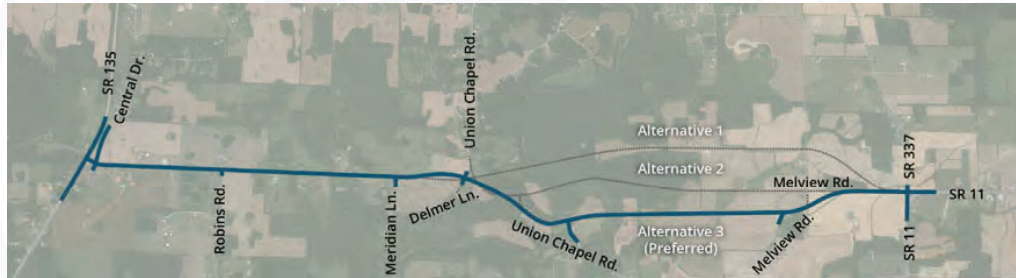 SR 135
Central Dr.
Robins Rd.
Meridian Ln.
Delmer Ln.
Union Chapel Rd.
Union Chapel Rd.
Alternative 1
Alternative 2
Alternative 3
(Preferred)
Melview Rd.
Melview Rd.
SR 337
SR 11
SR 11